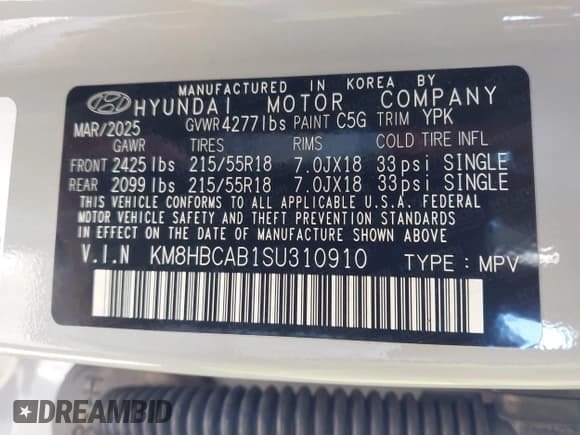 MANUFACTURED IN KOREA BY
HYUNDAI MOTOR COMPANY
MAR/2025 GVWR 4277lbs PAINT C5G TRIM YPK
GAWR TIRES RIMS COLD TIRE INFL
FRONT 2425lbs 215/55R18 7.0JX18 33psi SINGLE
REAR 2099lbs 215/55R18 7.0JX18 33psi SINGLE
THIS VEHICLE CONFORMS TO ALL APPLICABLE U.S.A. FEDERAL
MOTOR VEHICLE SAFETY AND THEFT PREVENTION STANDARDS
IN EFFECT ON THE DATE OF MANUFACTURE SHOWN ABOVE.
V.I.N KM8HBCAB1SU310910 TYPE : MPV
DREAMBID